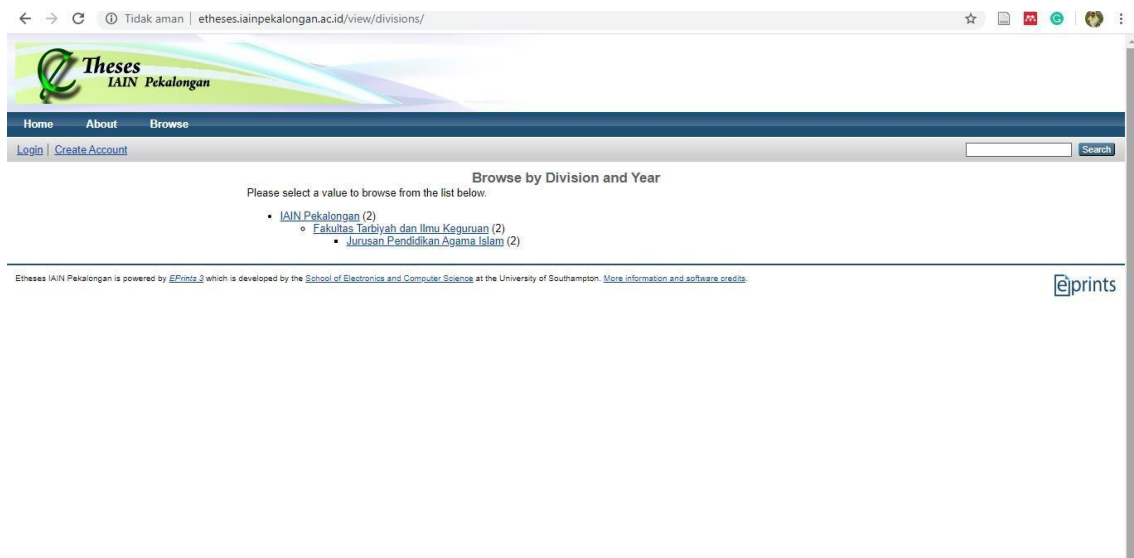 Tidak aman | etheses.iainpekalongan.ac.id/view/divisions/
Theses
IAIN Pekalongan
Home About Browse
Login | Create Account Search
Browse by Division and Year
Please select a value to browse from the list below.
IAIN Pekalongan (2)
Fakultas Tarbiyah dan Ilmu Keguruan (2)
Jurusan Pendidikan Agama Islam (2)
Etheses IAIN Pekalongan is powered by EPrints 3 which is developed by the School of Electronics and Computer Science at the University of Southampton. More information and software credits.
eprints